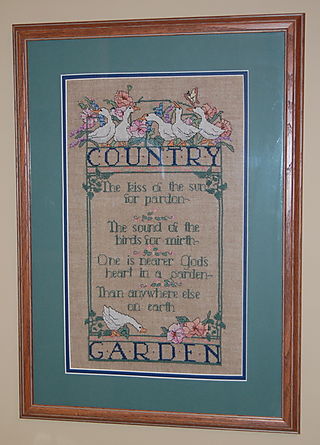 COUNTRY
The kiss of the sun
for pardon~
The sound of the
birds for mirth~
One is nearer Gods
heart in a garden~
Than anywhere else
on earth
GARDEN